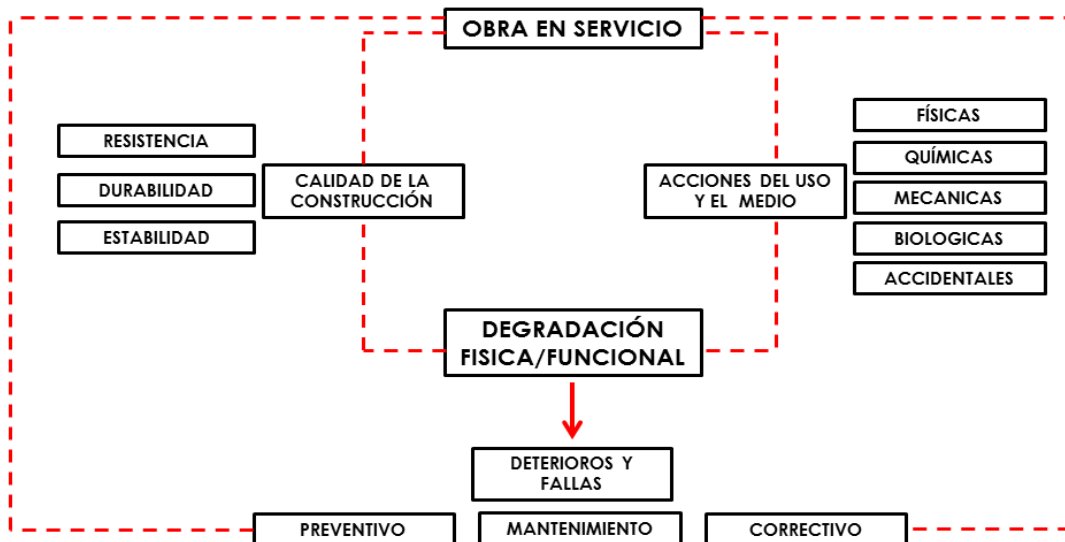 OBRA EN SERVICIO
RESISTENCIA
DURABILIDAD
ESTABILIDAD
CALIDAD DE LA
CONSTRUCCIÓN
ACCIONES DEL USO
Y EL MEDIO
FÍSICAS
QUÍMICAS
MECANICAS
BIOLOGICAS
ACCIDENTALES
DEGRADACIÓN
FISICA/FUNCIONAL
DETERIOROS Y
FALLAS
PREVENTIVO
MANTENIMIENTO
CORRECTIVO